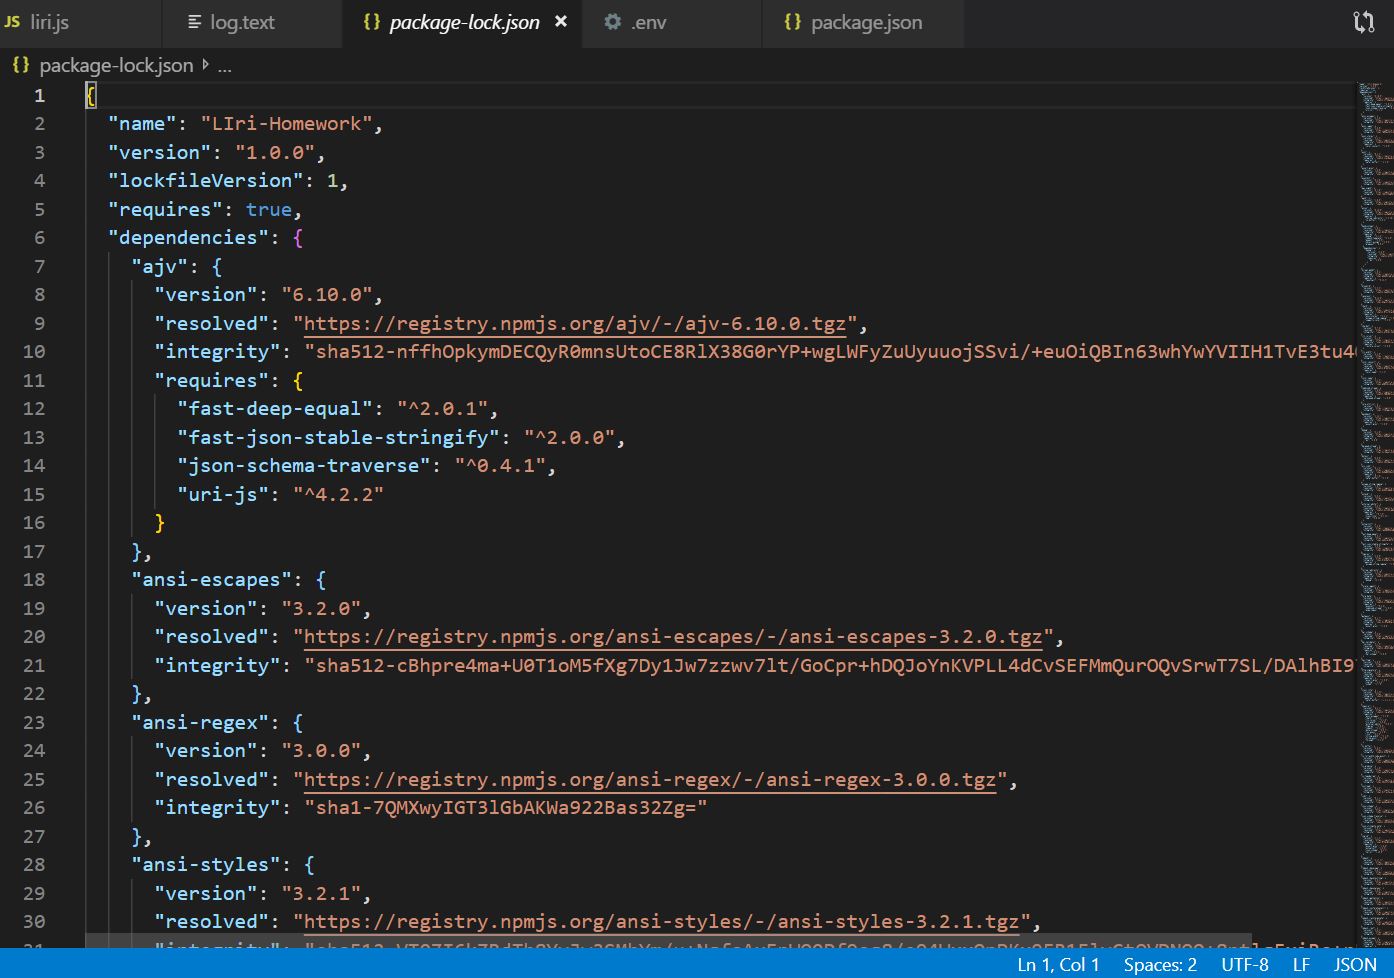 JS liri.js log.text {} package-lock.json × .env {} package.json
{} package-lock.json ▸ ...
1 {
2 "name": "LIri-Homework",
3 "version": "1.0.0",
4 "lockfileVersion": 1,
5 "requires": true,
6 "dependencies": {
7 "ajv": {
8 "version": "6.10.0",
9 "resolved": "https://registry.npmjs.org/ajv/-/ajv-6.10.0.tgz",
10 "integrity": "sha512-nffhOpkymDECQyR0mnsUtoCE8RlX38G0rYP+wgLWFyZuUyuuojSSvi/+euOiQBIn63whYwYVIIH1TvE3tu4
11 "requires": {
12 "fast-deep-equal": "^2.0.1",
13 "fast-json-stable-stringify": "^2.0.0",
14 "json-schema-traverse": "^0.4.1",
15 "uri-js": "^4.2.2"
16 }
17 },
18 "ansi-escapes": {
19 "version": "3.2.0",
20 "resolved": "https://registry.npmjs.org/ansi-escapes/-/ansi-escapes-3.2.0.tgz",
21 "integrity": "sha512-cBhpre4ma+U0T1oM5fXg7Dy1Jw7zzwv7lt/GoCpr+hDQJoYnKVPLL4dCvSEFMmQurOQvSrwT7SL/DAlhBI9
22 },
23 "ansi-regex": {
24 "version": "3.0.0",
25 "resolved": "https://registry.npmjs.org/ansi-regex/-/ansi-regex-3.0.0.tgz",
26 "integrity": "sha1-7QMXwyIGT3lGbAKWa922Bas32Zg="
27 },
28 "ansi-styles": {
29 "version": "3.2.1",
30 "resolved": "https://registry.npmjs.org/ansi-styles/-/ansi-styles-3.2.1.tgz",
Ln 1, Col 1 Spaces: 2 UTF-8 LF JSON